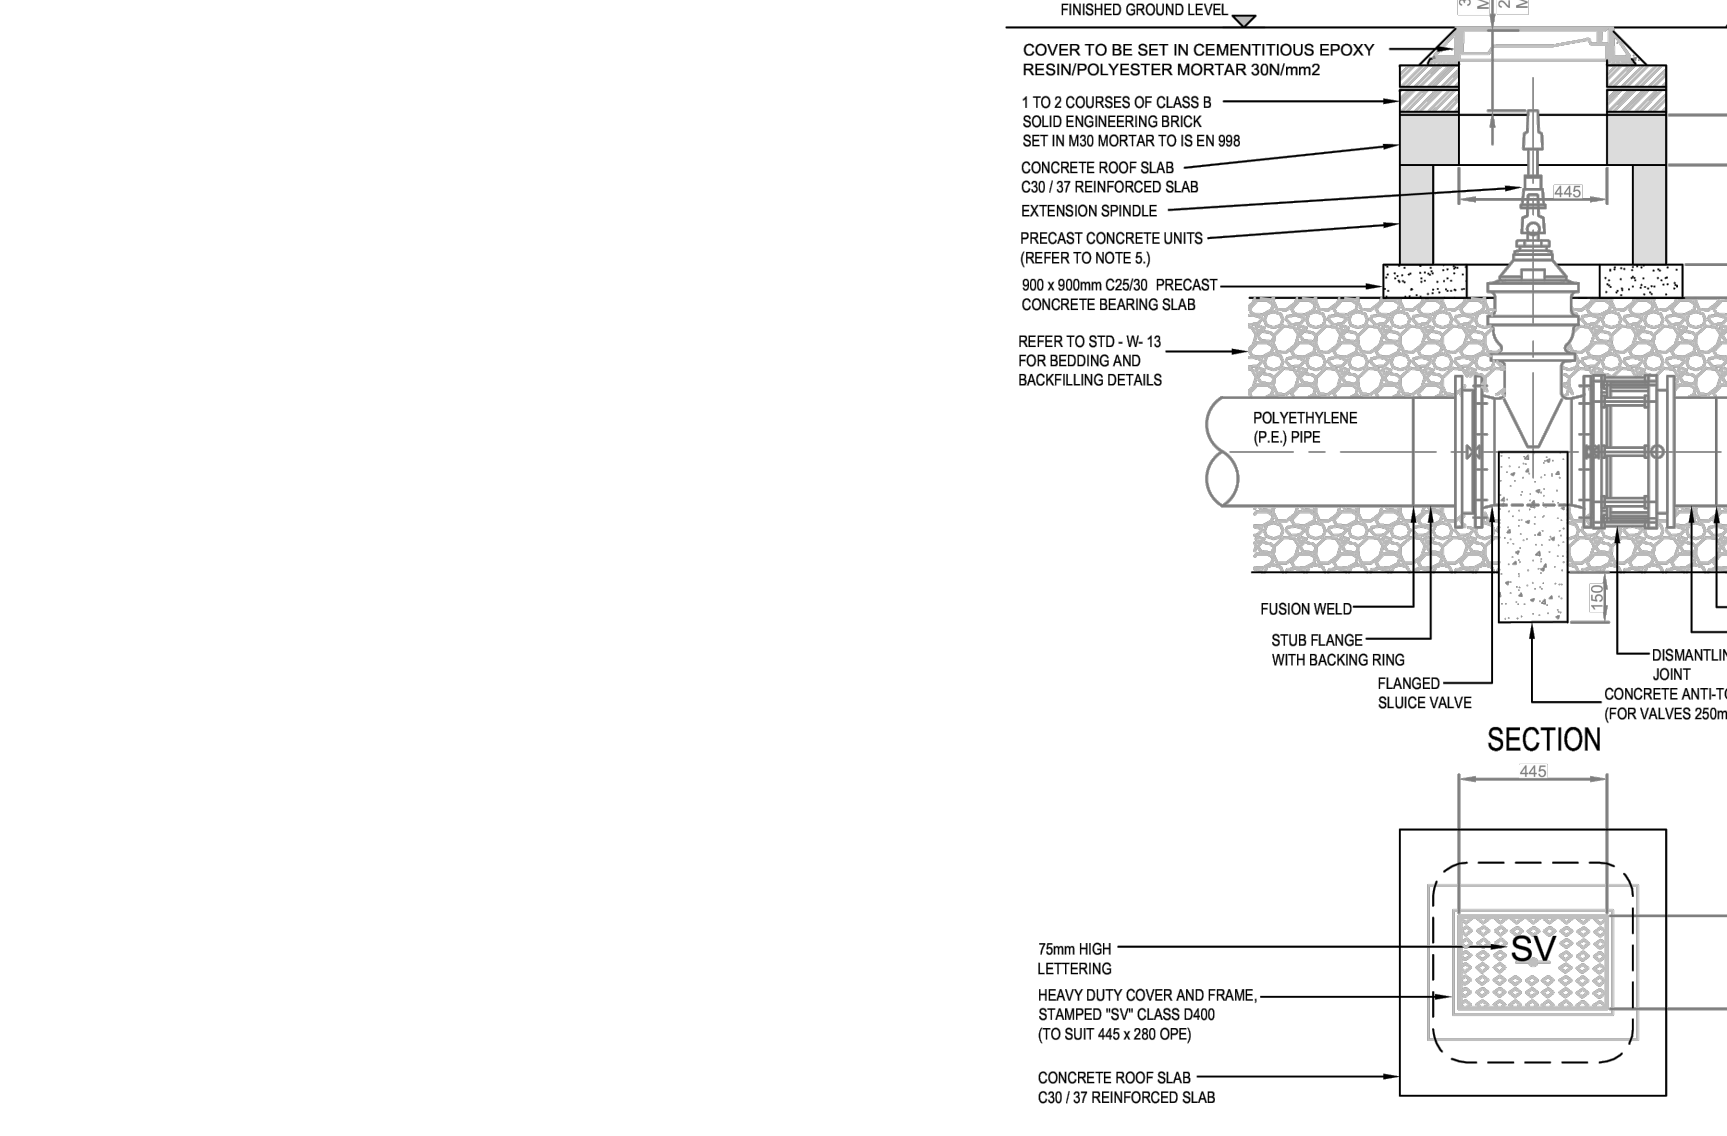 FINISHED GROUND LEVEL
COVER TO BE SET IN CEMENTITIOUS EPOXY
RESIN/POLYESTER MORTAR 30N/mm2
1 TO 2 COURSES OF CLASS B
SOLID ENGINEERING BRICK
SET IN M30 MORTAR TO IS EN 998
CONCRETE ROOF SLAB
C30 / 37 REINFORCED SLAB
445
EXTENSION SPINDLE
PRECAST CONCRETE UNITS
(REFER TO NOTE 5.)
900 x 900mm C25/30 PRECAST
CONCRETE BEARING SLAB
REFER TO STD - W- 13
FOR BEDDING AND
BACKFILLING DETAILS
POLYETHYLENE
(P.E.) PIPE
150
FUSION WELD
STUB FLANGE
WITH BACKING RING
FLANGED
SLUICE VALVE
JOINT
CONCRETE
(FOR VALVES
SECTION
445
SV
75mm HIGH
LETTERING
HEAVY DUTY COVER AND FRAME,
STAMPED "SV" CLASS D400
(TO SUIT 445 x 280 OPE)
CONCRETE ROOF SLAB
C30 / 37 REINFORCED SLAB